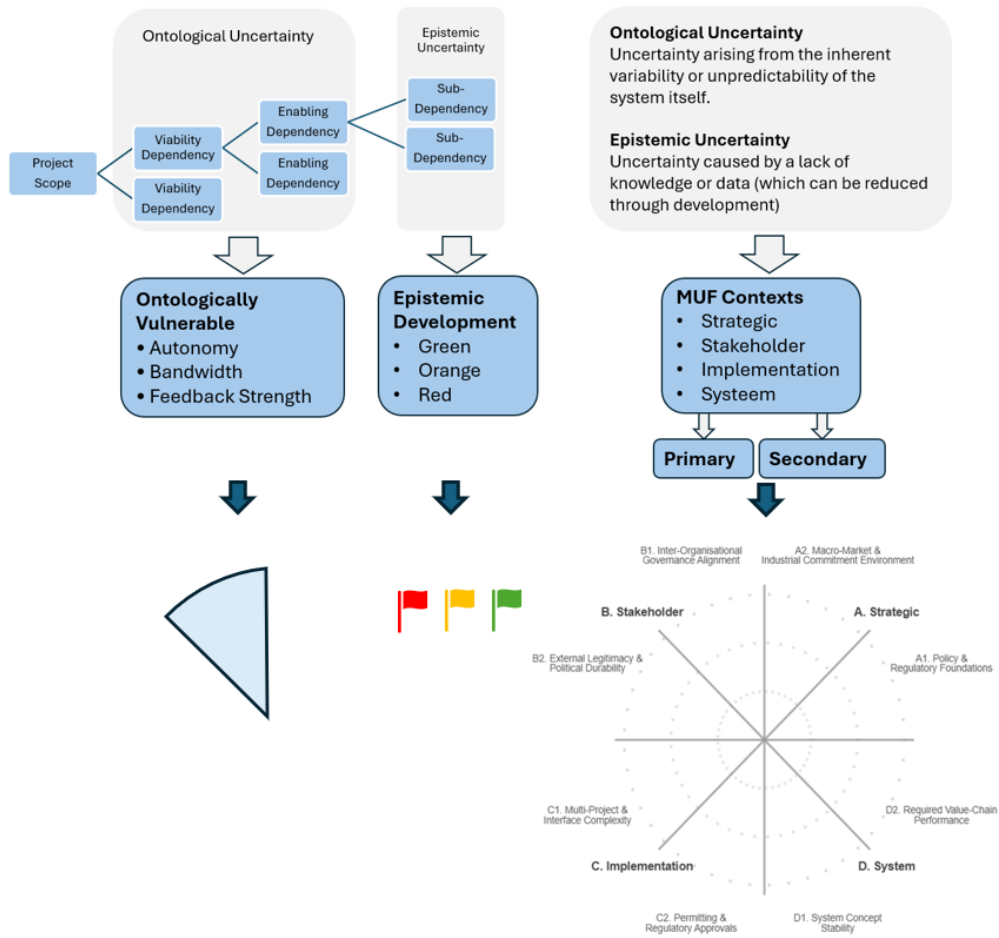 Ontological Uncertainty
Epistemic
Uncertainty
Project
Scope
Viability
Dependency
Viability
Dependency
Enabling
Dependency
Enabling
Dependency
Sub-
Dependency
Sub-
Dependency
Ontological Uncertainty
Uncertainty arising from the inherent
variability or unpredictability of the
system itself.
Epistemic Uncertainty
Uncertainty caused by a lack of
knowledge or data (which can be reduced
through development)
Ontologically
Vulnerable
• Autonomy
• Bandwidth
• Feedback Strength
Epistemic
Development
• Green
• Orange
• Red
MUF Contexts
• Strategic
• Stakeholder
• Implementation
• Systeem
Primary
Secondary
B1. Inter-Organisational
Governance Alignment
A2. Macro-Market &
Industrial Commitment Environment
B. Stakeholder
A. Strategic
B2. External Legitimacy &
Political Durability
A1. Policy &
Regulatory Foundations
C1. Multi-Project &
Interface Complexity
D2. Required Value-Chain
Performance
C. Implementation
D. System
C2. Permitting &
Regulatory Approvals
D1. System Concept
Stability